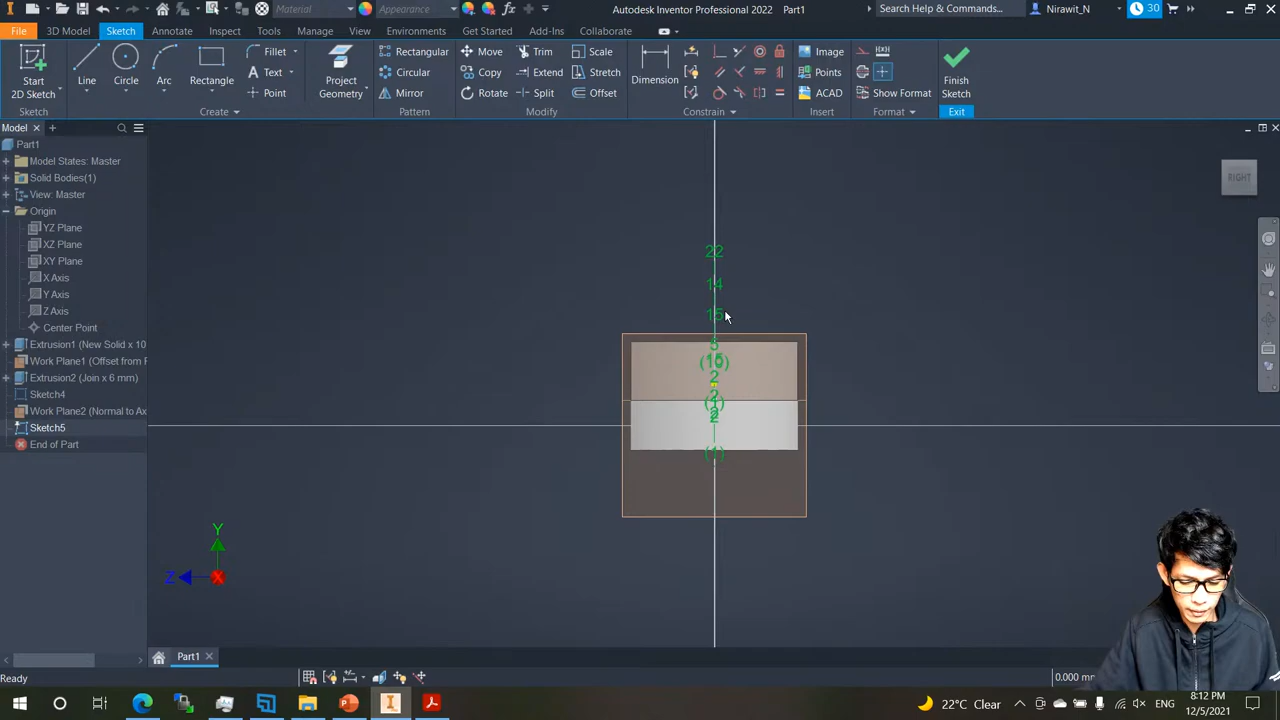 Material
Appearance
Autodesk Inventor Professional 2022 Part1
Search Help & Commands...
Nirawit_N
30
File
3D Model
Sketch
Annotate
Inspect
Tools
Manage
View
Environments
Get Started
Add-Ins
Collaborate
Start
2D Sketch
Line
Circle
Arc
Rectangle
Fillet
Text
Point
Project
Geometry
Rectangular
Circular
Mirror
Move
Copy
Rotate
Trim
Extend
Split
Scale
Stretch
Offset
Dimension
Image
Points
ACAD
Show Format
Finish
Sketch
Sketch
Create
Pattern
Modify
Constrain
Insert
Format
Exit
Model
Part1
Model States: Master
Solid Bodies(1)
View: Master
Origin
YZ Plane
XZ Plane
XY Plane
X Axis
Y Axis
Z Axis
Center Point
Extrusion1 (New Solid x 10
Work Plane1 (Offset from F
Extrusion2 (Join x 6 mm)
Sketch4
Work Plane2 (Normal to Ax
Sketch5
End of Part
RIGHT
22
14
15
5
2
(1)
Y
Z
X
Part1
Ready
0.000 mm
22°C Clear
8:12 PM
12/5/2021